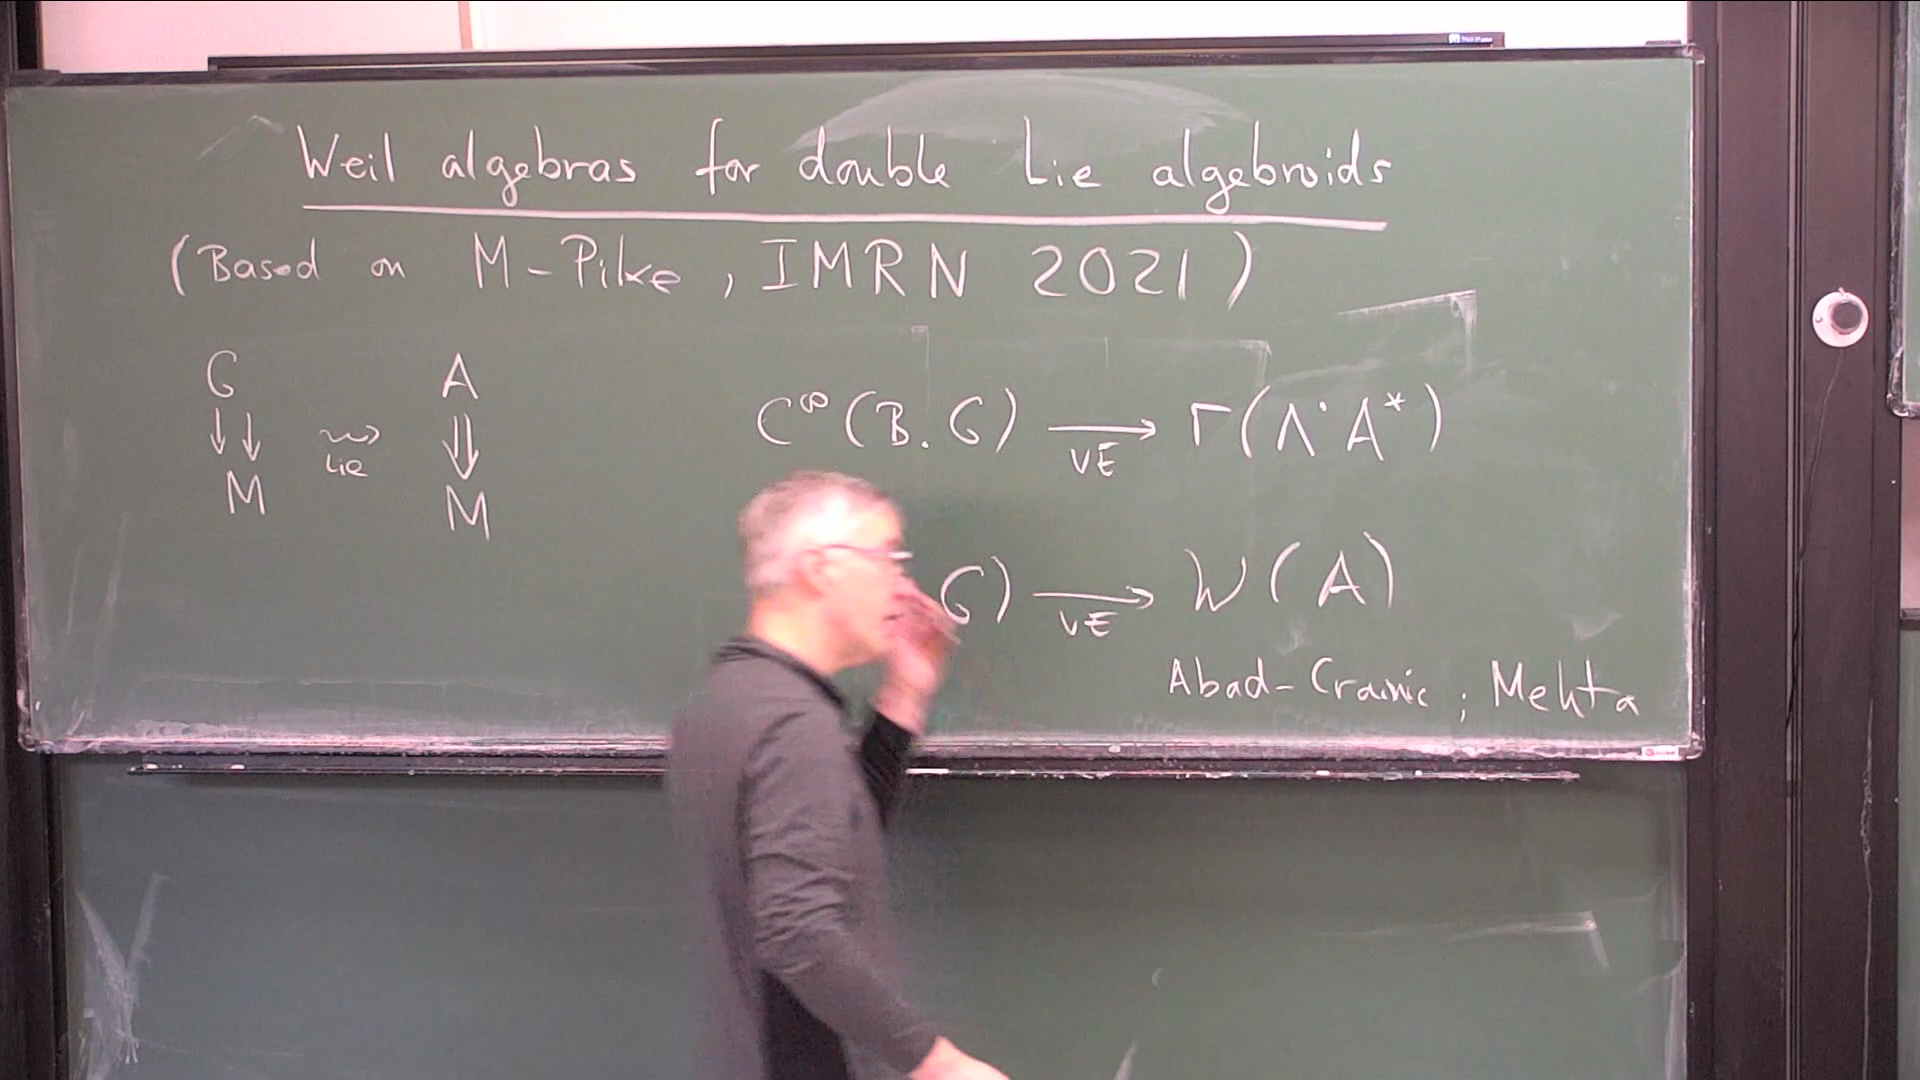 Weil algebras for double Lie algebroids
(Based on M-Pike, IMRN 2021)
G ⇊ M ⇝ Lie A ⇓ M
C^∞(B.G) → VE Γ(Λ˙A*)
G) → VE W(A)
Abad-Crainic; Mehta